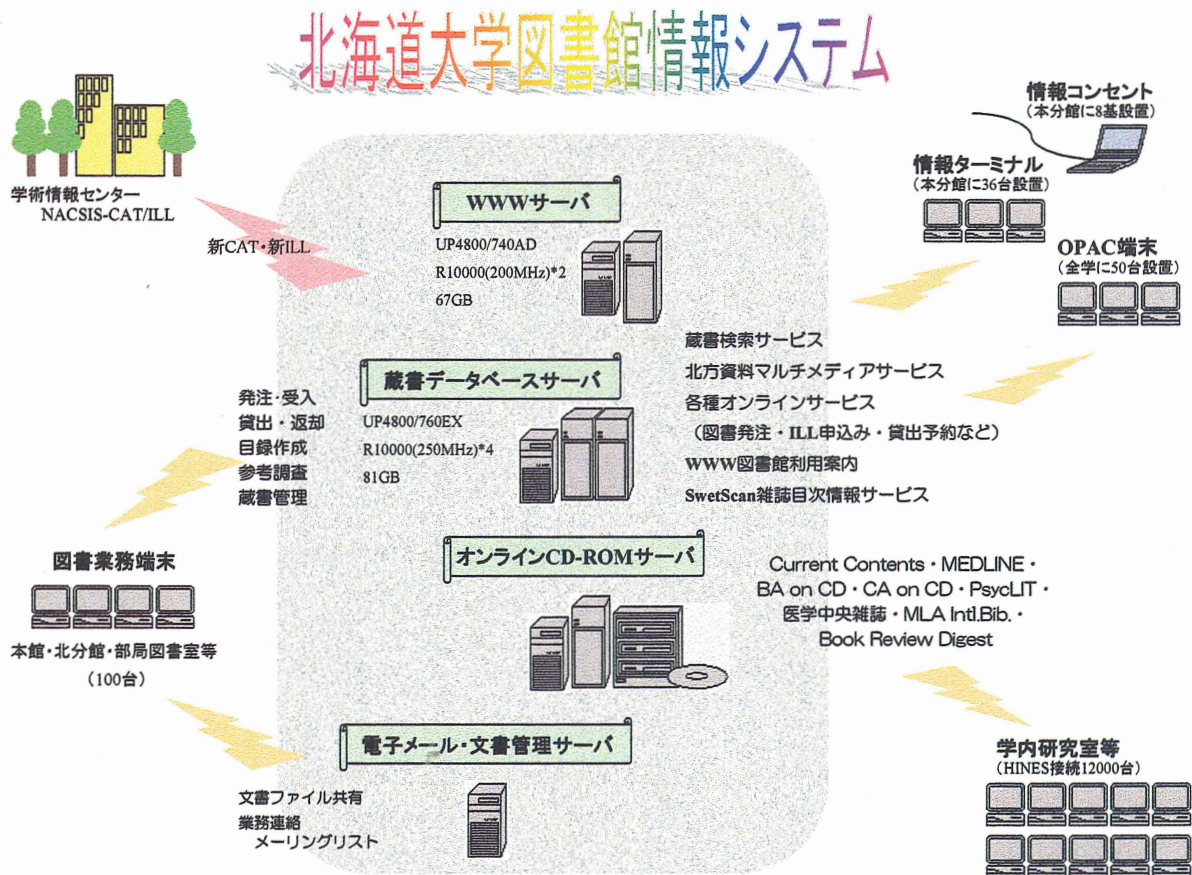 北海道大学図書館情報システム
学術情報センター
NACSIS-CAT/ILL
新CAT・新ILL
情報コンセント
(本分館に8基設置)
情報ターミナル
(本分館に36台設置)
OPAC端末
(全学に50台設置)
WWWサーバ
UP4800/740AD
R10000(200MHz)*2
67GB
蔵書データベースサーバ
UP4800/760EX
R10000(250MHz)*4
81GB
発注・受入
貸出・返却
目録作成
参考調査
蔵書管理
蔵書検索サービス
北方資料マルチメディアサービス
各種オンラインサービス
（図書発注・ILL申込み・貸出予約など）
WWW図書館利用案内
SwetScan雑誌目次情報サービス
図書業務端末
本館・北分館・部局図書室等
（100台）
オンラインCD-ROMサーバ
Current Contents・MEDLINE・
BA on CD・CA on CD・PsycLIT・
医学中央雑誌・MLA Intl.Bib.・
Book Review Digest
電子メール・文書管理サーバ
文書ファイル共有
業務連絡
メーリングリスト
学内研究室等
(HINES接続12000台)